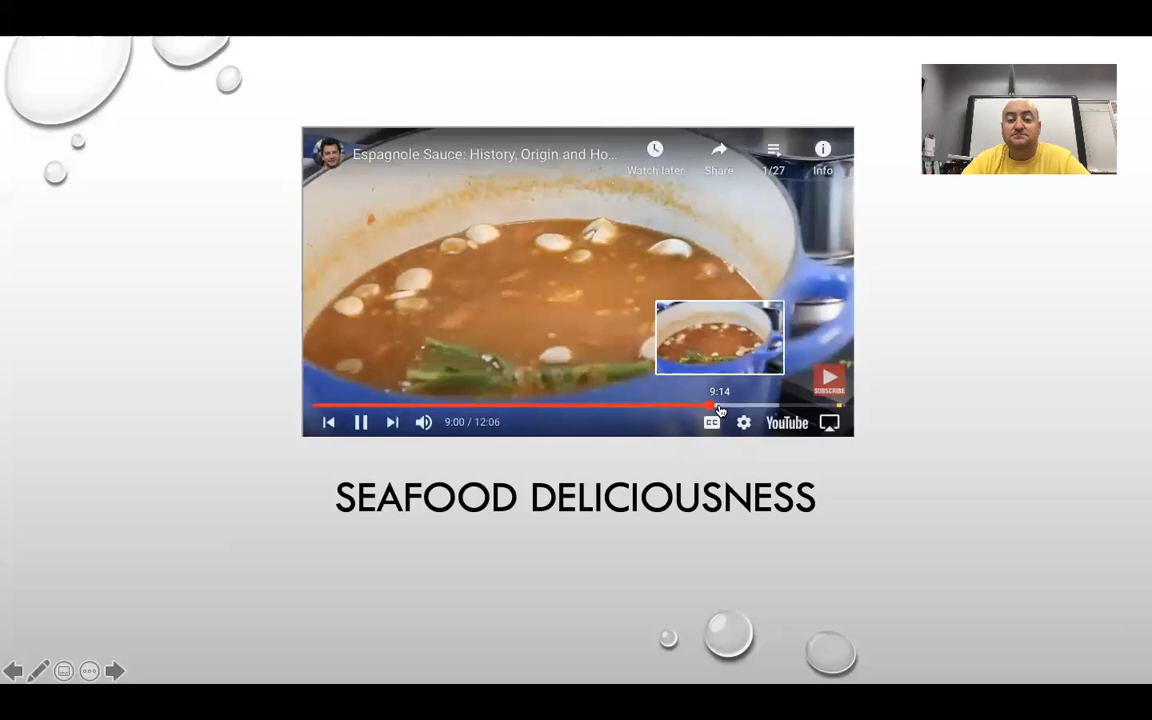 Espagnole Sauce: History, Origin and Ho...
Watch later
Share
1/27
Info
9:14
SUBSCRIBE
9:00 / 12:06
CC
YouTube
SEAFOOD DELICIOUSNESS